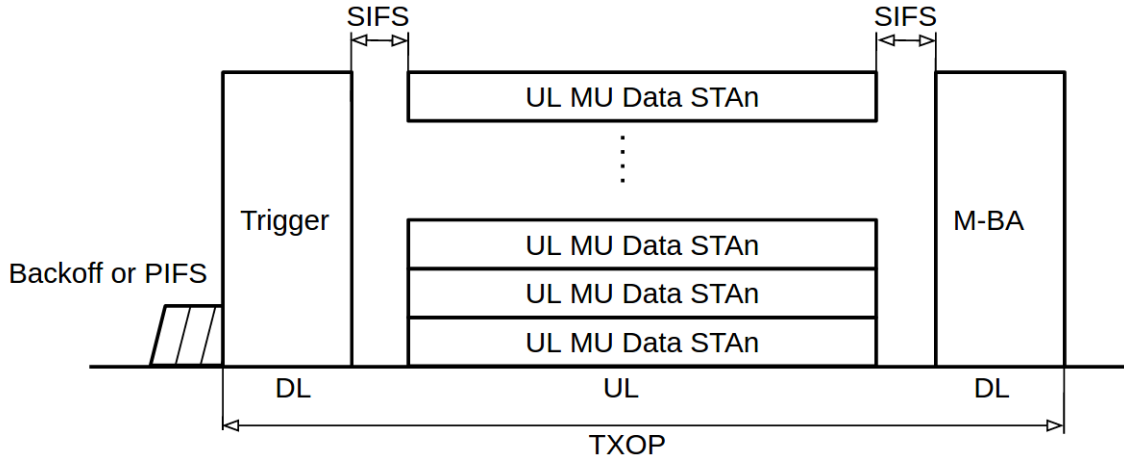 SIFS
SIFS
UL MU Data STAn
Trigger
M-BA
UL MU Data STAn
Backoff or PIFS
UL MU Data STAn
UL MU Data STAn
DL
UL
DL
TXOP